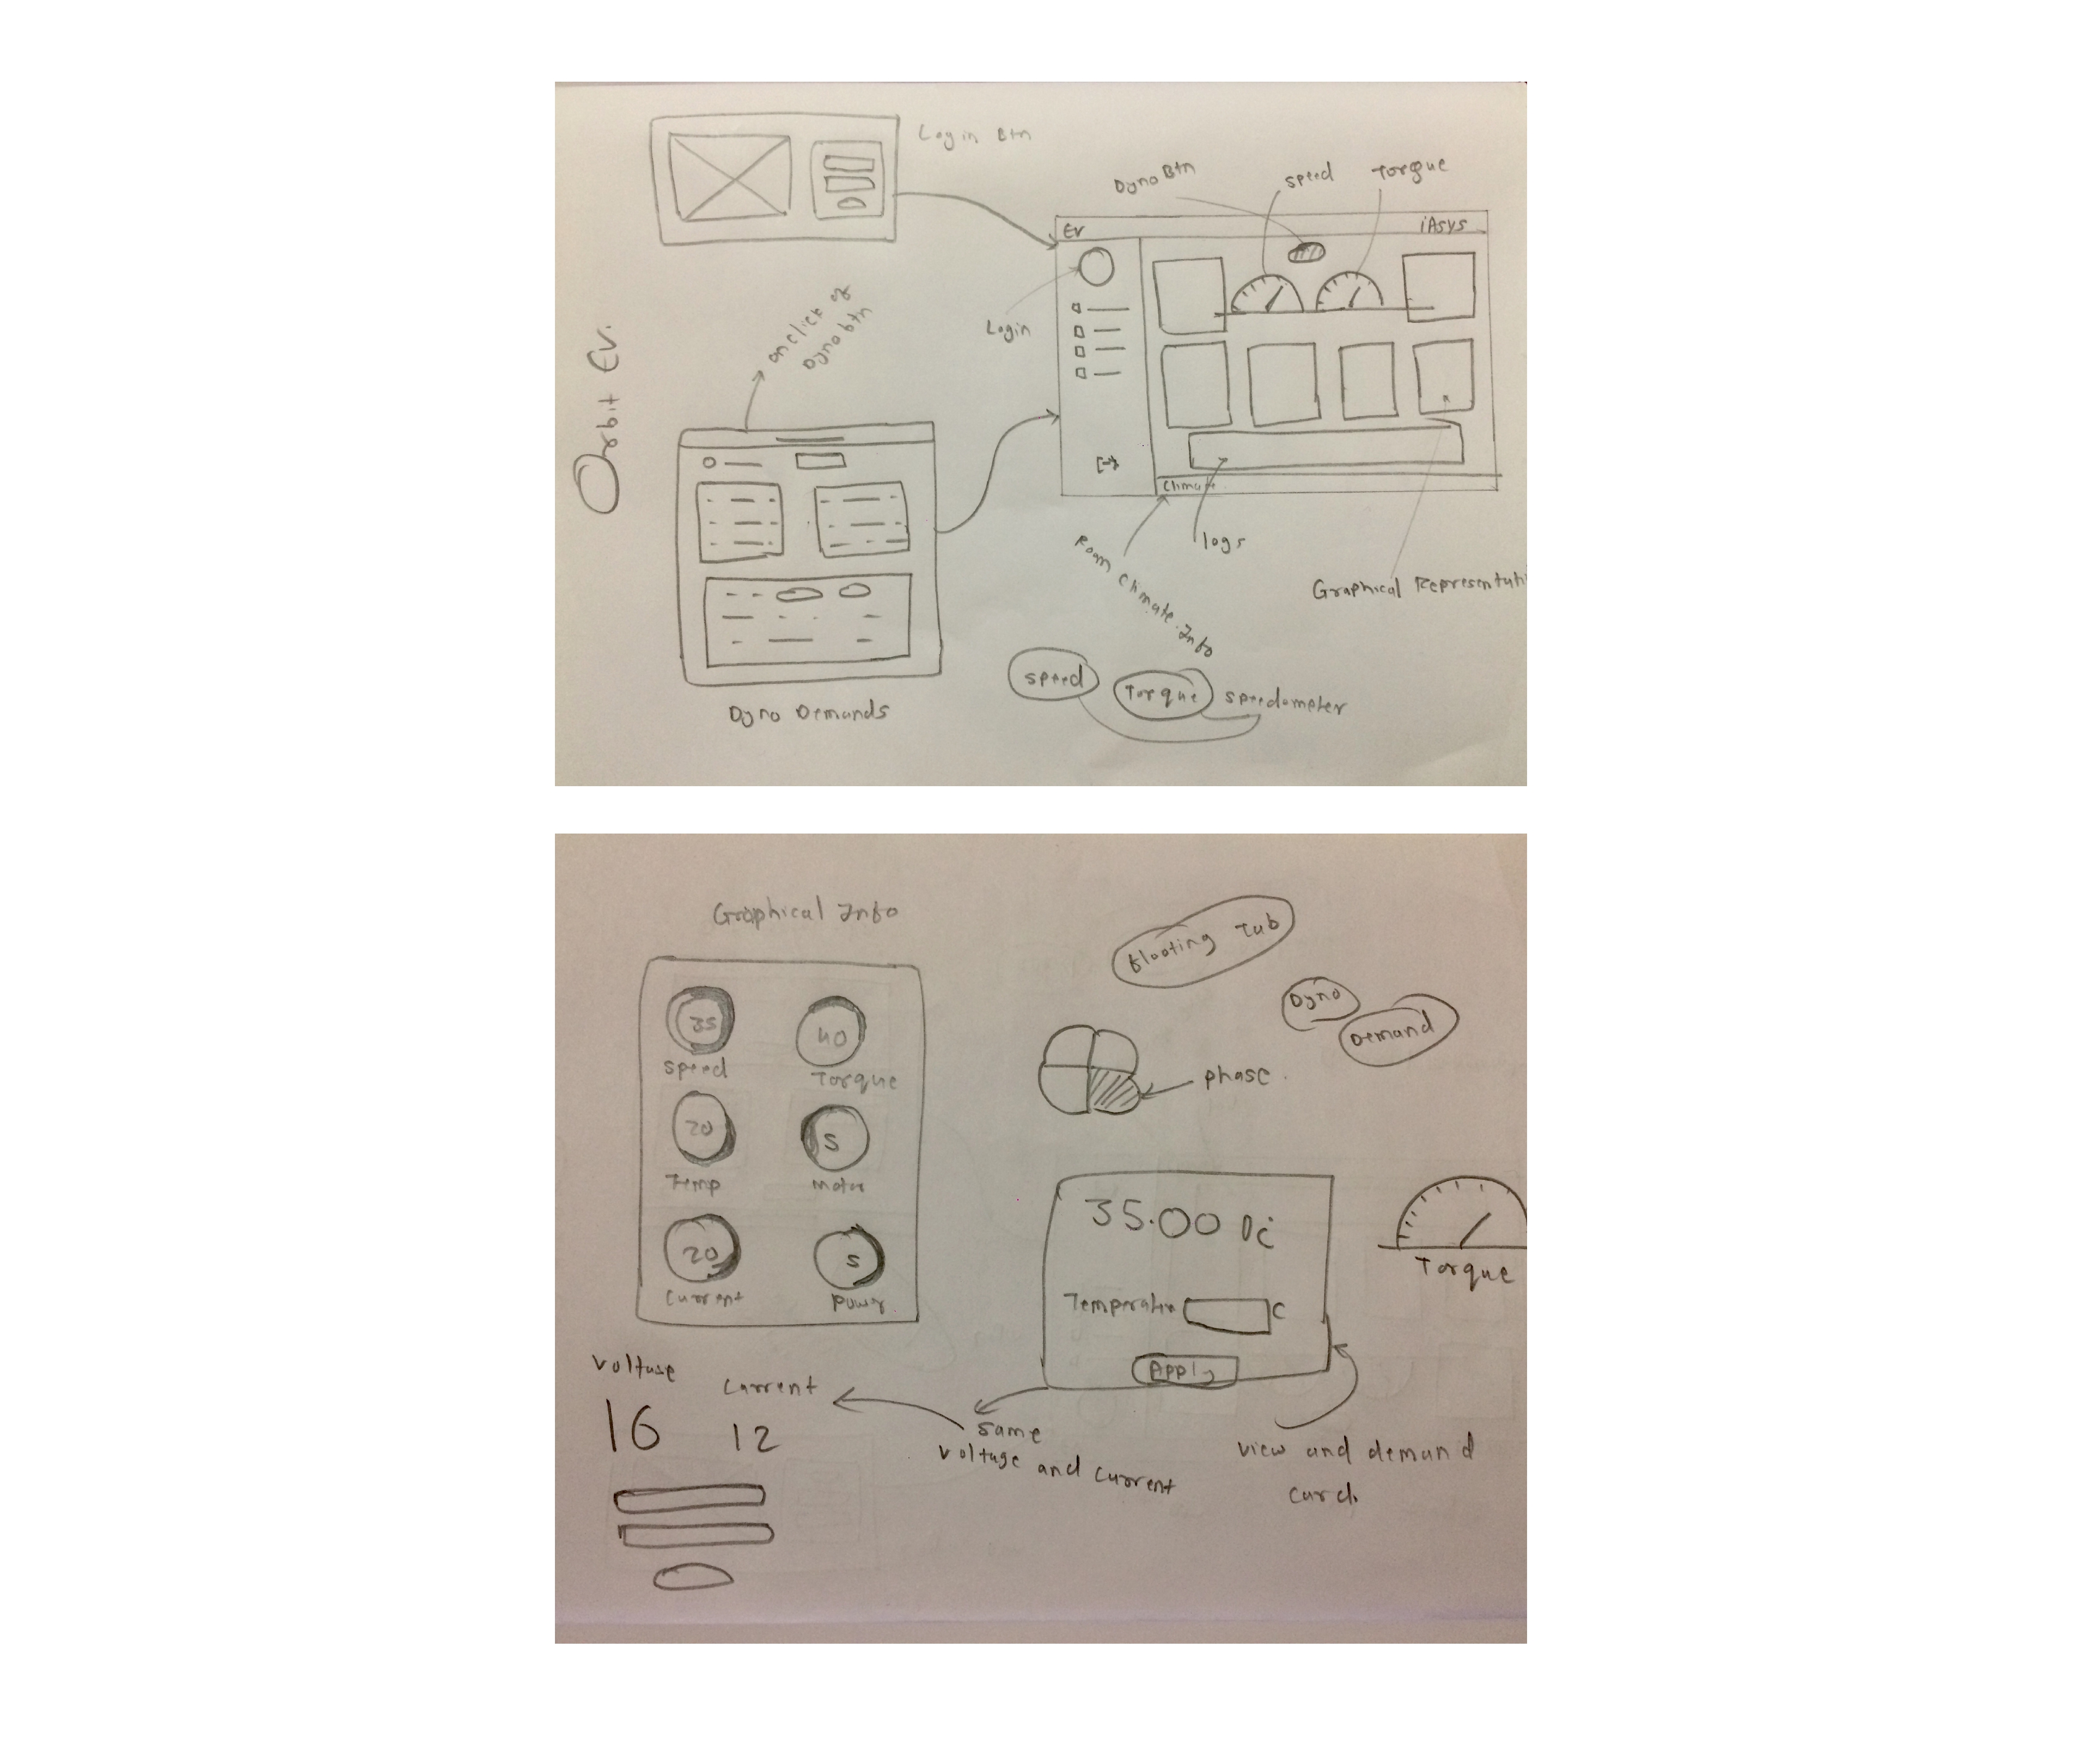 Orbit Ev.
Login Btn
Dyno Btn
speed
Torque
Ev
iAsys
Login
on click of
Dyno btn
Climate
logs
Room Climate Info
Graphical Representati
speed
Torque
speedometer
Dyno Demands
Graphical Info
35
speed
40
Torque
20
Temp
5
motor
20
Current
5
Power
floating Tab
Dyno
Demand
phase.
35.00
C
Apply
Torque
Voltage
Current
16
12
same
voltage and current
view and demand
card.